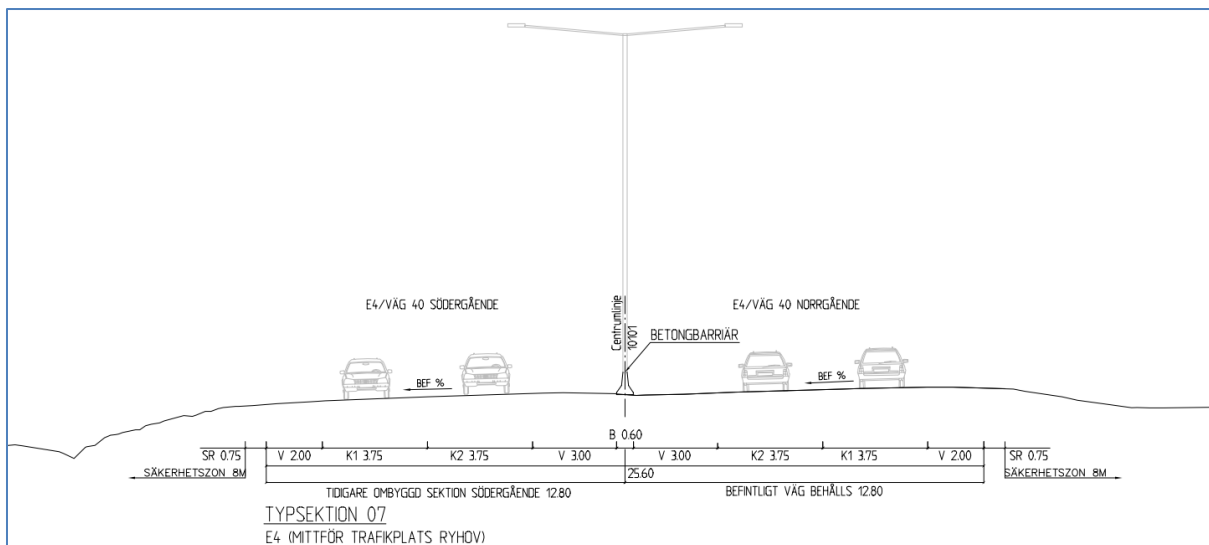 E4/VÄG 40 SÖDERGÅENDE
Centrumlinje
10101
E4/VÄG 40 NORRGÅENDE
BETONGBARRIÄR
BEF %
BEF %
B 0.60
SR 0.75
V 2.00
K1 3.75
K2 3.75
V 3.00
V 3.00
K2 3.75
K1 3.75
V 2.00
SR 0.75
SÄKERHETSZON 8M
25.60
SÄKERHETSZON 8M
TIDIGARE OMBYGGD SEKTION SÖDERGÅENDE 12.80
BEFINTLIGT VÄG BEHÅLLS 12.80
TYPSEKTION 07
E4 (MITTFÖR TRAFIKPLATS RYHOV)